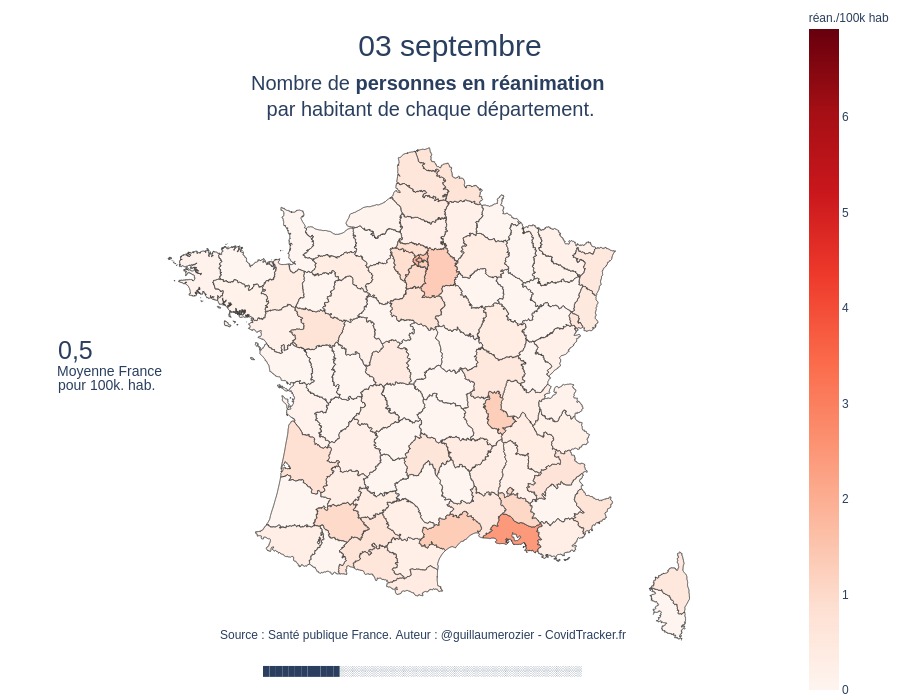 réan./100k hab
03 septembre
Nombre de personnes en réanimation
par habitant de chaque département.
6
5
4
3
2
1
0
0,5
Moyenne France
pour 100k. hab.
Source : Santé publique France. Auteur : @guillaumerozier - CovidTracker.fr